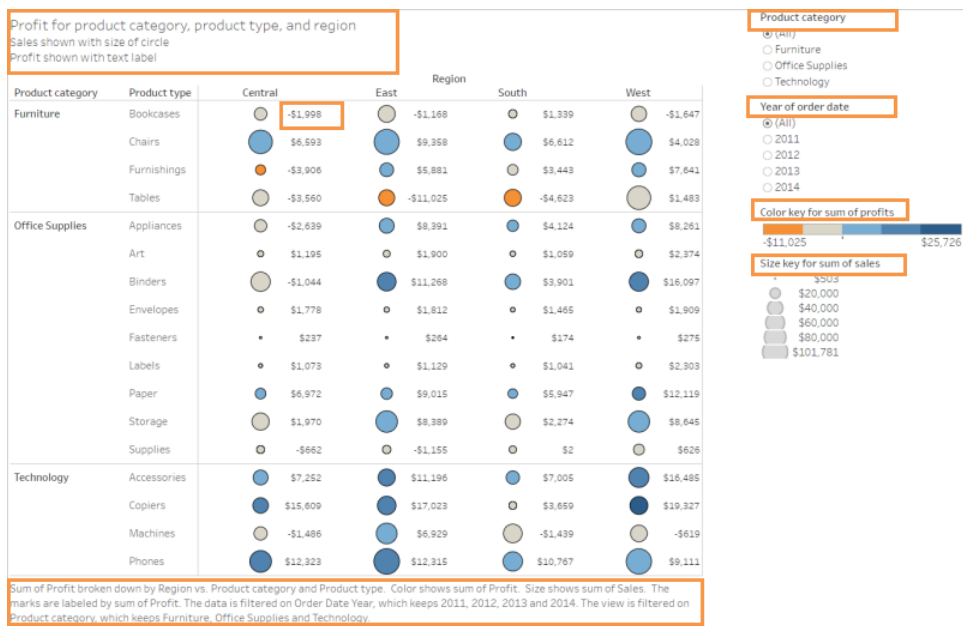 Profit for product category, product type, and region
Sales shown with size of circle
Profit shown with text label
Region
Product category Product type Central East South West
Furniture Bookcases -$1,998 -$1,168 $1,339 -$1,647
Chairs $6,593 $9,358 $6,612 $4,028
Furnishings -$3,906 $5,881 $3,443 $7,641
Tables -$3,560 -$11,025 -$4,623 $1,483
Office Supplies Appliances -$2,639 $8,391 $4,124 $8,261
Art $1,195 $1,900 $1,059 $2,374
Binders -$1,044 $11,268 $3,901 $16,097
Envelopes $1,778 $1,812 $1,465 $1,909
Fasteners $237 $264 $174 $275
Labels $1,073 $1,129 $1,041 $2,303
Paper $6,972 $9,015 $5,947 $12,119
Storage $1,970 $8,389 $2,274 $8,645
Supplies -$662 -$1,155 $2 $626
Technology Accessories $7,252 $11,196 $7,005 $16,485
Copiers $15,609 $17,023 $3,659 $19,327
Machines -$1,486 $6,929 -$1,439 -$619
Phones $12,323 $12,315 $10,767 $9,111
Sum of Profit broken down by Region vs. Product category and Product type. Color shows sum of Profit. Size shows sum of Sales. The
marks are labeled by sum of Profit. The data is filtered on Order Date Year, which keeps 2011, 2012, 2013 and 2014. The view is filtered on
Product category, which keeps Furniture, Office Supplies and Technology.
Product category
(All)
Furniture
Office Supplies
Technology
Year of order date
(All)
2011
2012
2013
2014
Color key for sum of profits
-$11,025 $25,726
Size key for sum of sales
$503
$20,000
$40,000
$60,000
$80,000
$101,781